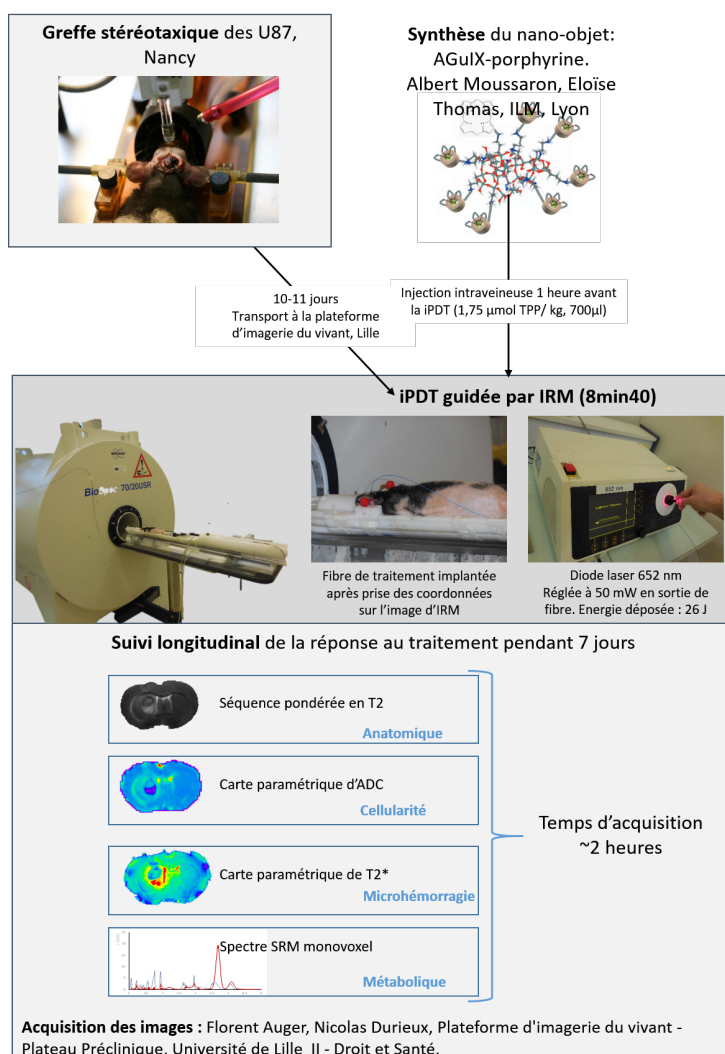 Greffe stéréotaxique des U87,
Nancy
Synthèse du nano-objet:
AGuIX-porphyrine.
Albert Moussaron, Eloïse
Thomas, ILM, Lyon
10-11 jours
Transport à la plateforme
d’imagerie du vivant, Lille
Injection intraveineuse 1 heure avant
la iPDT (1,75 µmol TPP/ kg, 700µl)
iPDT guidée par IRM (8min40)
BioSpec 70/20USR
652 nm
Fibre de traitement implantée
après prise des coordonnées
sur l’image d’IRM
Diode laser 652 nm
Réglée à 50 mW en sortie de
fibre. Energie déposée : 26 J
Suivi longitudinal de la réponse au traitement pendant 7 jours
Séquence pondérée en T2
Anatomique
Carte paramétrique d’ADC
Cellularité
Carte paramétrique de T2*
Microhémorragie
Spectre SRM monovoxel
Métabolique
Temps d’acquisition
~2 heures
Acquisition des images : Florent Auger, Nicolas Durieux, Plateforme d'imagerie du vivant -
Plateau Préclinique, Université de Lille II - Droit et Santé.